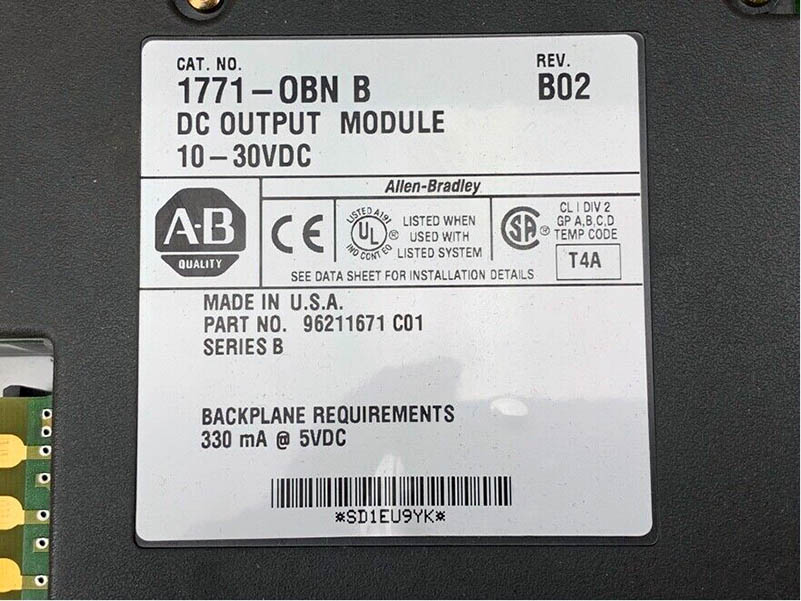 CAT. NO.
1771-OBN B
REV.
B02
DC OUTPUT MODULE
10-30VDC
Allen-Bradley
A-B
QUALITY
CE
LISTED A191
UL
®
IND CONT EQ
LISTED WHEN
USED WITH
LISTED SYSTEM
SA
®
CL I DIV 2
GP A,B,C,D
TEMP CODE
T4A
SEE DATA SHEET FOR INSTALLATION DETAILS
MADE IN U.S.A.
PART NO. 96211671 C01
SERIES B
BACKPLANE REQUIREMENTS
330 mA @ 5VDC
*SD1EU9YK*